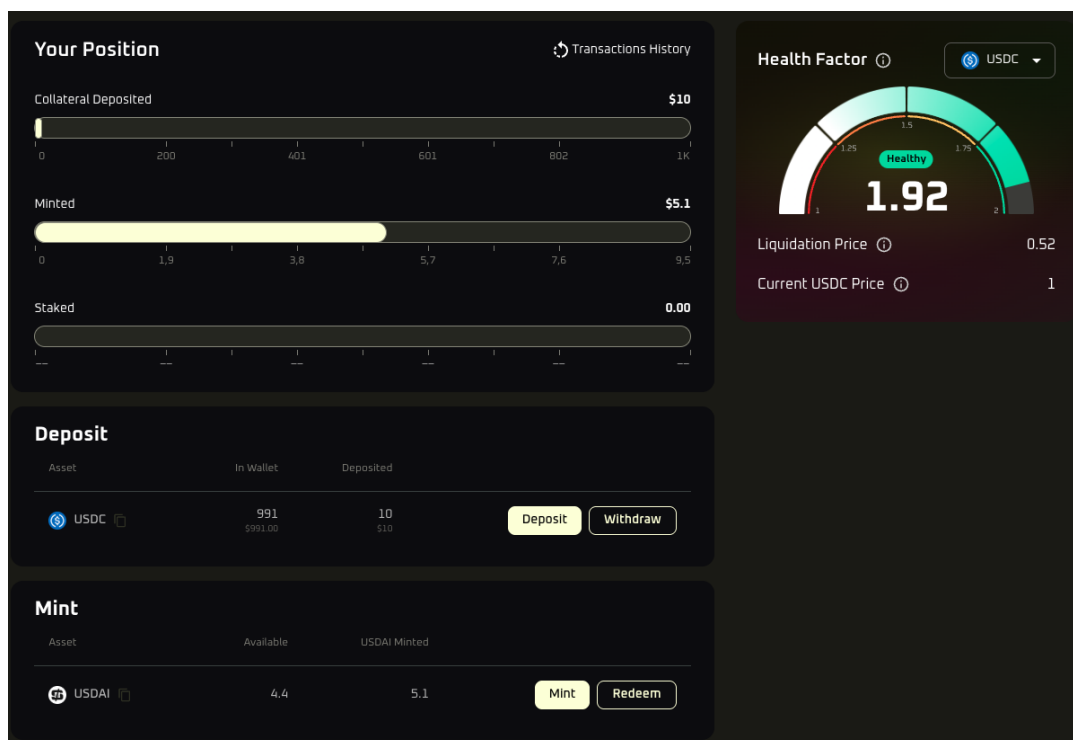 Your Position
Transactions History
Collateral Deposited $10
0 200 401 601 802 1K
Minted $5.1
0 1,9 3,8 5,7 7,6 9,5
Staked 0.00
-- -- -- -- -- --
Health Factor USDC
1 1.25 1.5 1.75 2
Healthy
1.92
Liquidation Price 0.52
Current USDC Price 1
Deposit
Asset In Wallet Deposited
USDC 991 10 Deposit Withdraw
$991.00 $10
Mint
Asset Available USDAI Minted
USDAI 4.4 5.1 Mint Redeem